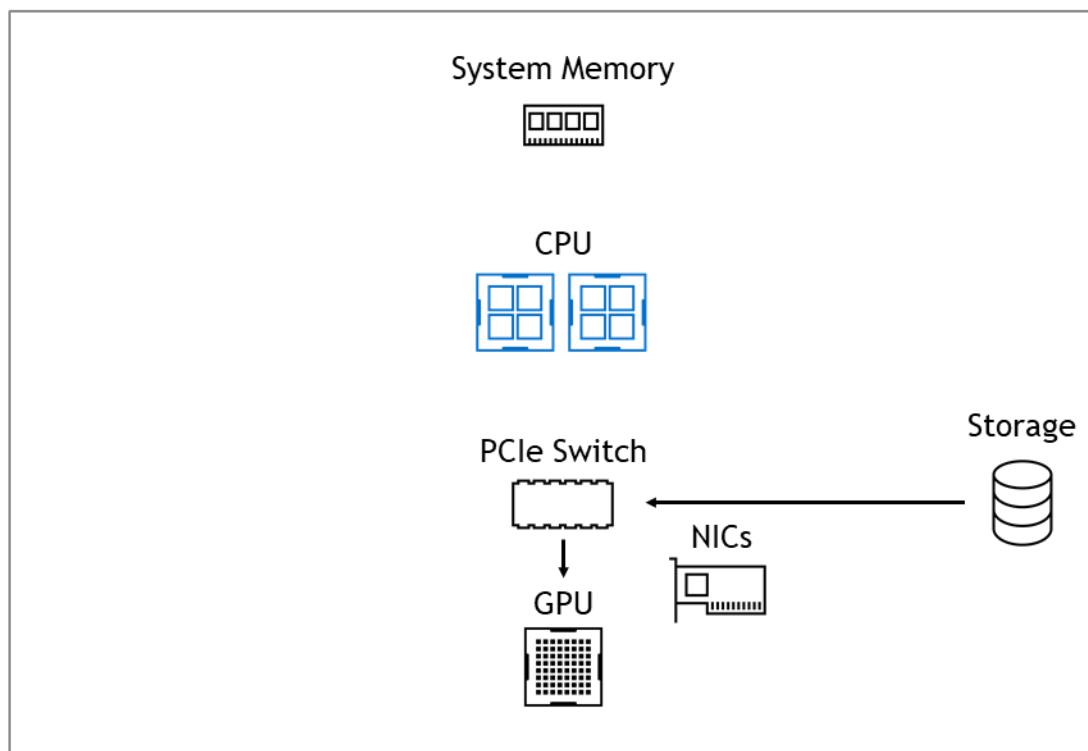 System Memory
CPU
Storage
PCIe Switch
NICs
GPU